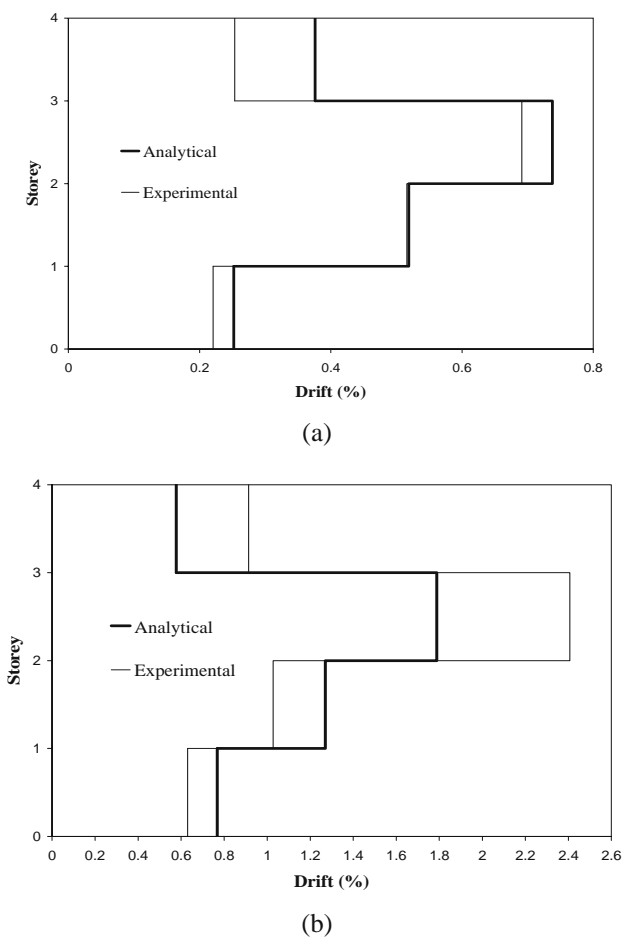 4
3
2
1
0
Storey
Analytical
Experimental
0 0.2 0.4 0.6 0.8
Drift (%)
(a)
4
3
2
1
0
Storey
Analytical
Experimental
0 0.2 0.4 0.6 0.8 1 1.2 1.4 1.6 1.8 2 2.2 2.4 2.6
Drift (%)
(b)